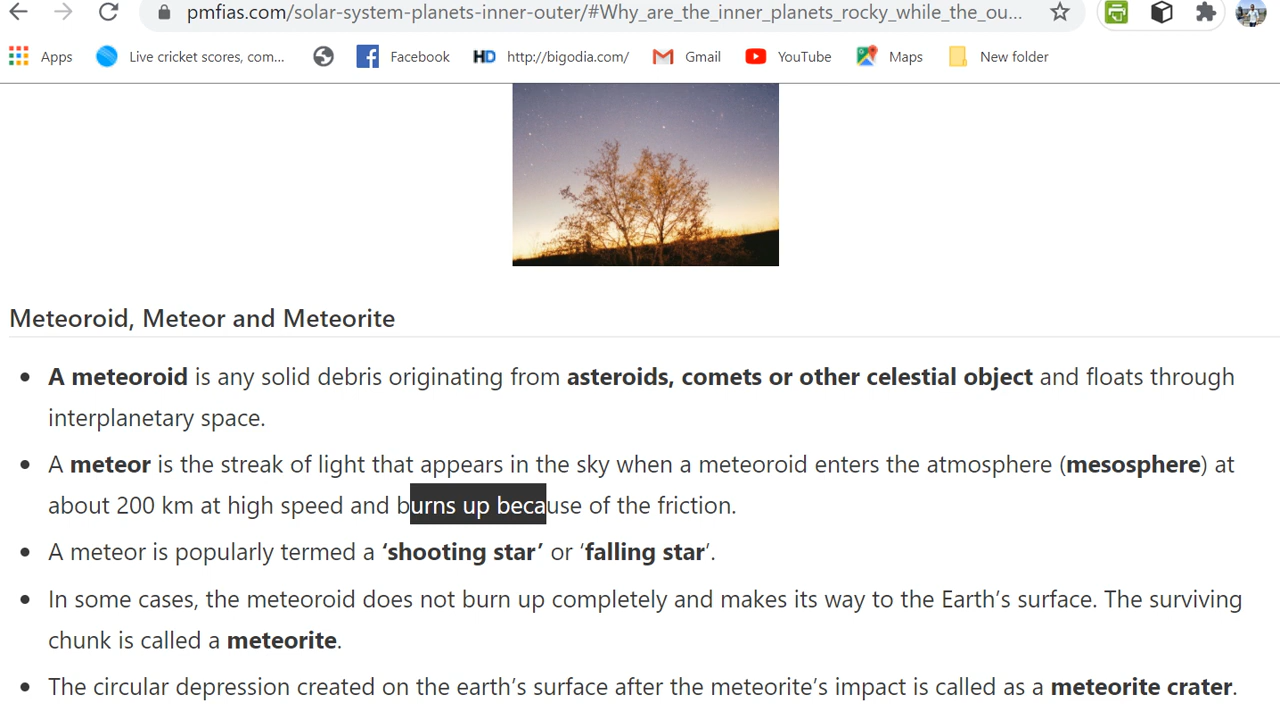 pmfias.com/solar-system-planets-inner-outer/#Why_are_the_inner_planets_rocky_while_the_ou...
Apps Live cricket scores, com... Facebook HD http://bigodia.com/ Gmail YouTube Maps New folder
Meteoroid, Meteor and Meteorite
• A meteoroid is any solid debris originating from asteroids, comets or other celestial object and floats through
interplanetary space.
• A meteor is the streak of light that appears in the sky when a meteoroid enters the atmosphere (mesosphere) at
about 200 km at high speed and burns up because of the friction.
• A meteor is popularly termed a ‘shooting star’ or ‘falling star’.
• In some cases, the meteoroid does not burn up completely and makes its way to the Earth’s surface. The surviving
chunk is called a meteorite.
• The circular depression created on the earth’s surface after the meteorite’s impact is called as a meteorite crater.